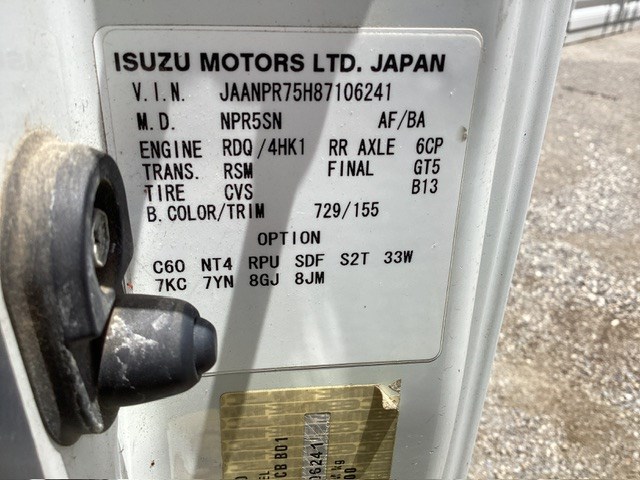 ISUZU MOTORS LTD. JAPAN
V.I.N. JAANPR75H87106241
M.D. NPR5SN AF/BA
ENGINE RDQ/4HK1 RR AXLE 6CP
TRANS. RSM FINAL GT5
TIRE CVS B13
B.COLOR/TRIM 729/155
OPTION
C60 NT4 RPU SDF S2T 33W
7KC 7YN 8GJ 8JM
06241